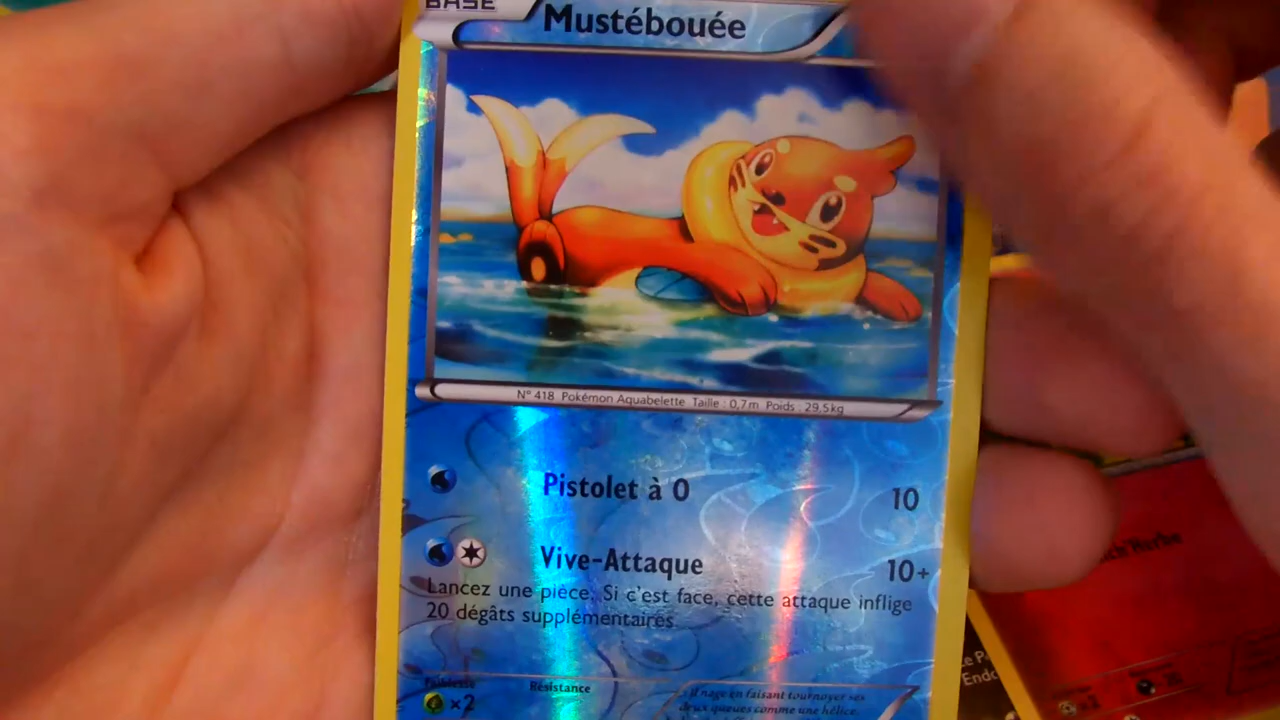 BASE
Mustébouée
N° 418 Pokémon Aquabelette Taille : 0,7m Poids : 29,5kg
Pistolet à O 10
Vive-Attaque 10+
Lancez une pièce. Si c'est face, cette attaque inflige
20 dégâts supplémentaires.
Faiblesse Résistance
×2
Il nage en faisant tournoyer ses
deux queues comme une hélice.
×2